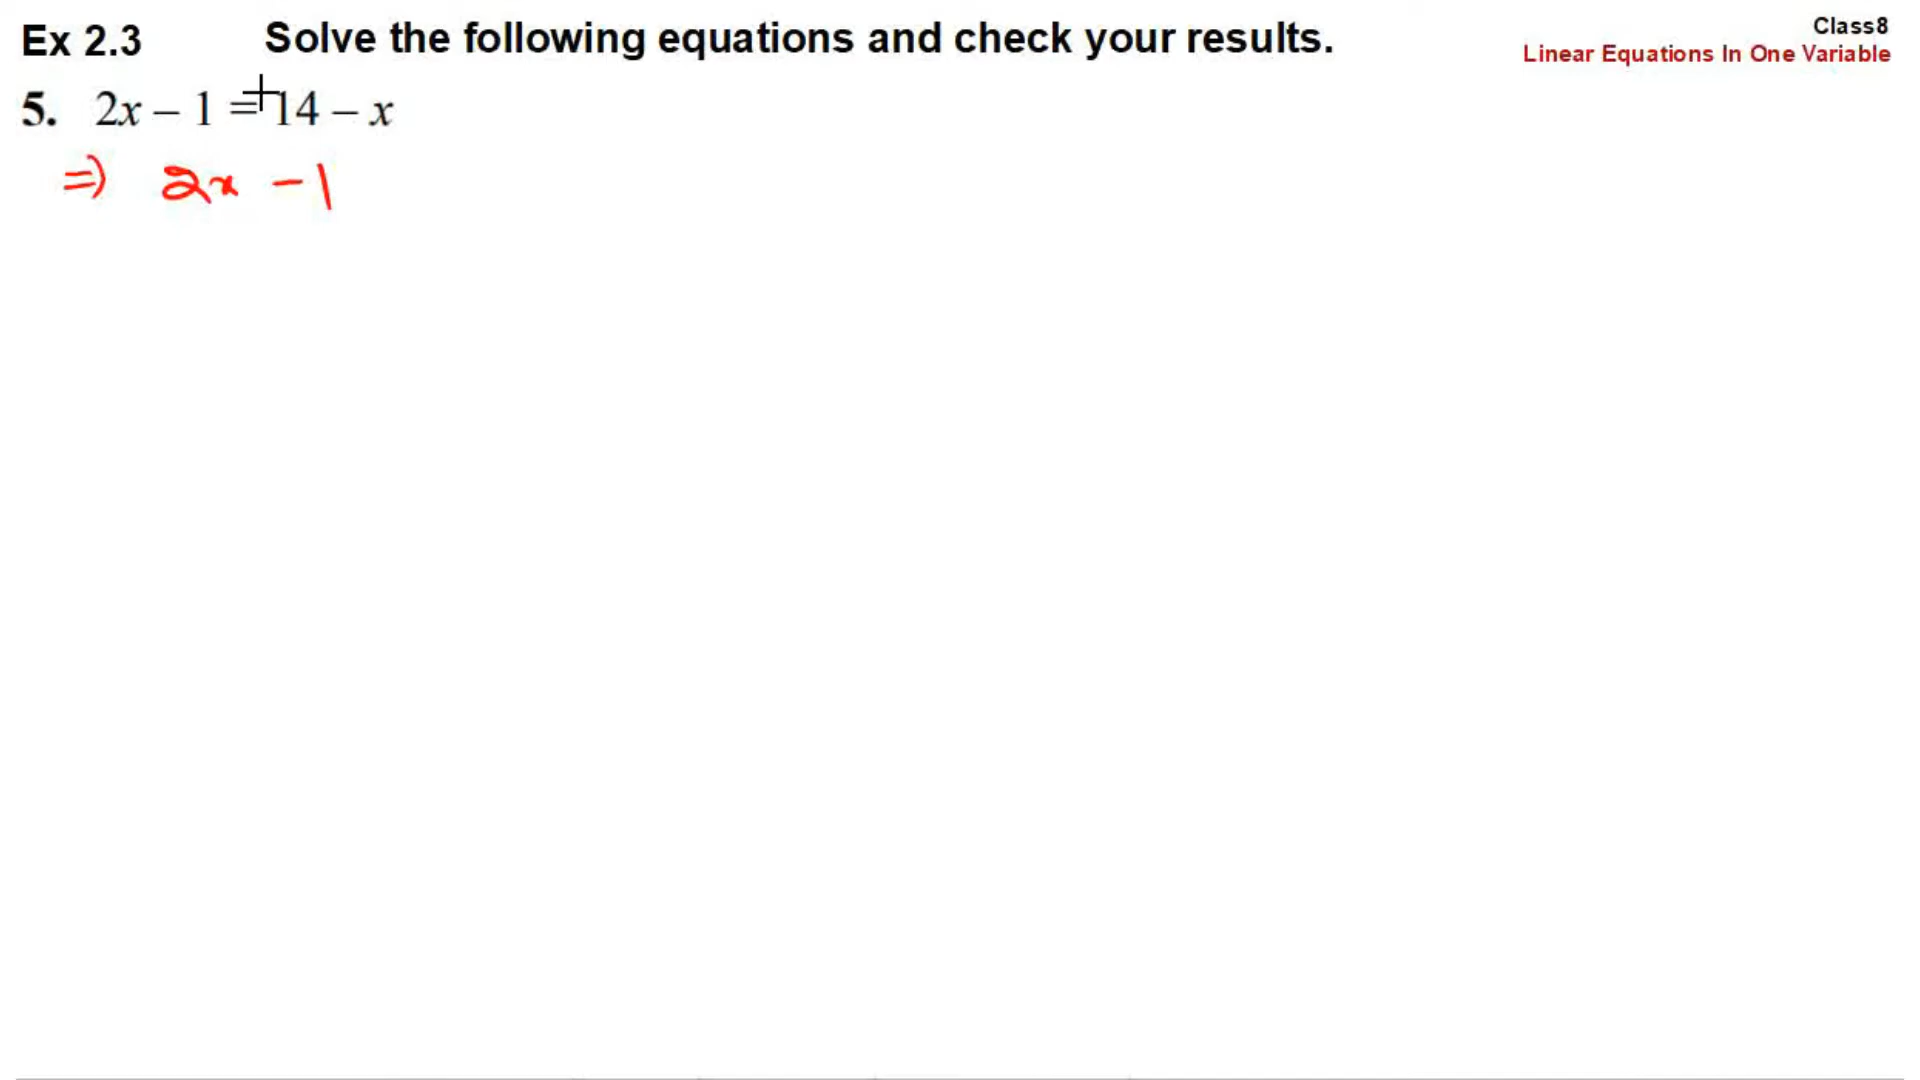 Ex 2.3 Solve the following equations and check your results.
Class8
Linear Equations In One Variable
5. 2x – 1 = 14 – x
⇒ 2x - 1